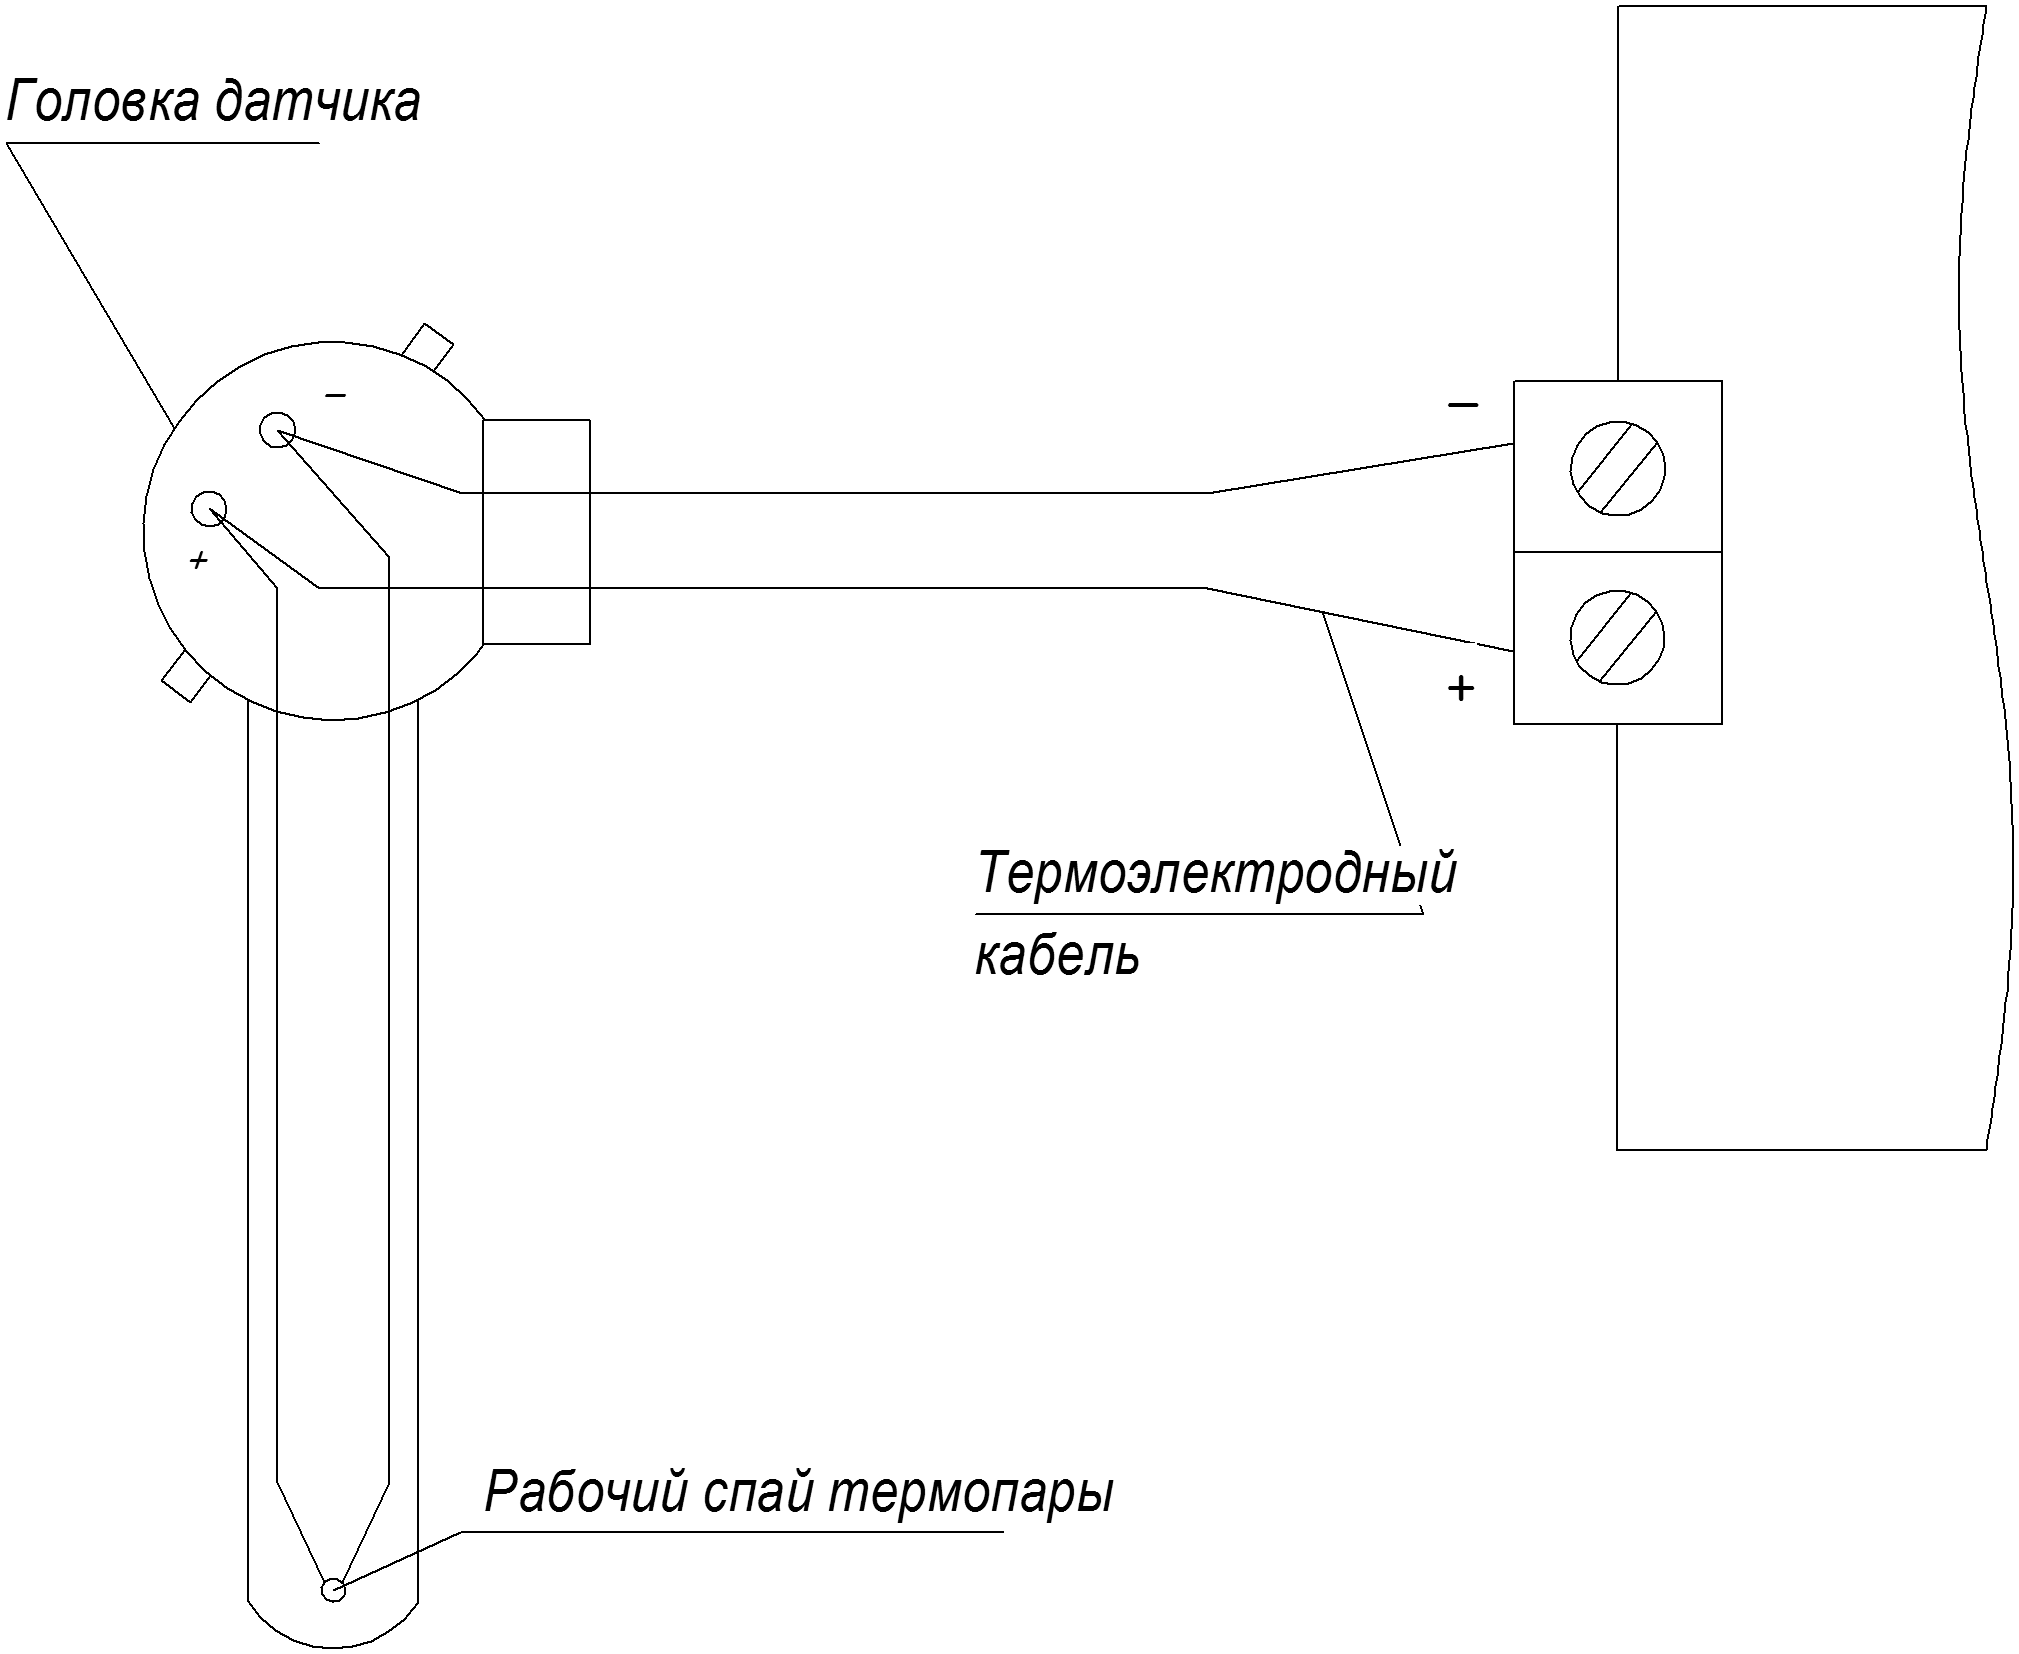 Головка датчика
–
+
–
+
Термоэлектродный
кабель
Рабочий спай термопары